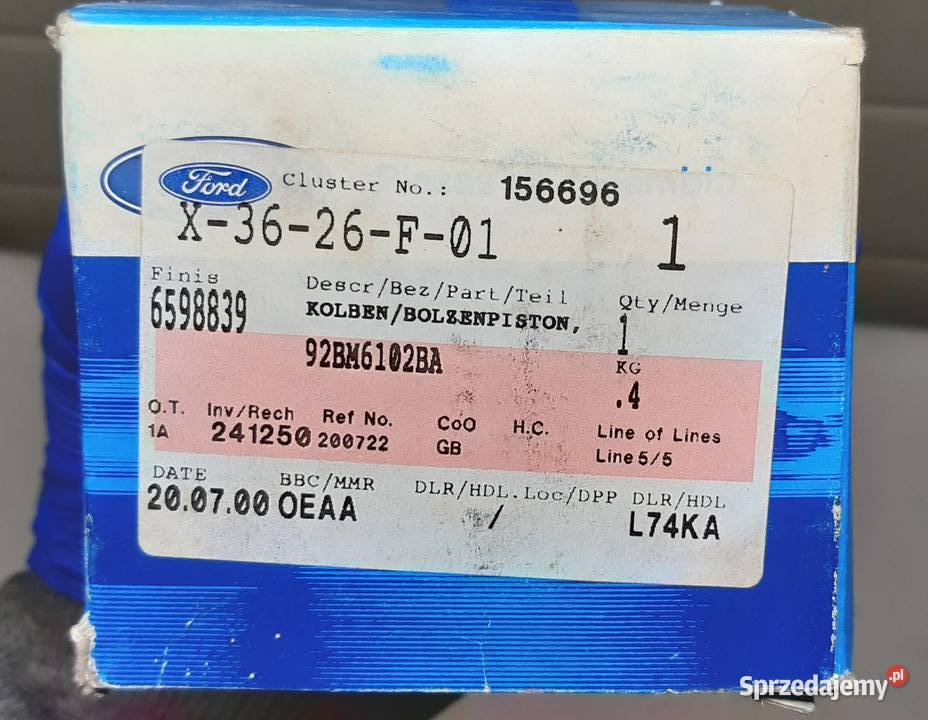 Ford Cluster No.: 156696
X-36-26-F-01 1
Finis Descr/Bez/Part/Teil Qty/Menge
6598839 KOLBEN/BOLZENPISTON, 1
92BM6102BA KG
.4
O.T. Inv/Rech Ref No. CoO H.C. Line of Lines
1A 241250 200722 GB Line 5/5
DATE BBC/MMR DLR/HDL.Loc/DPP DLR/HDL
20.07.00 OEAA / L74KA
Sprzedajemy.pl